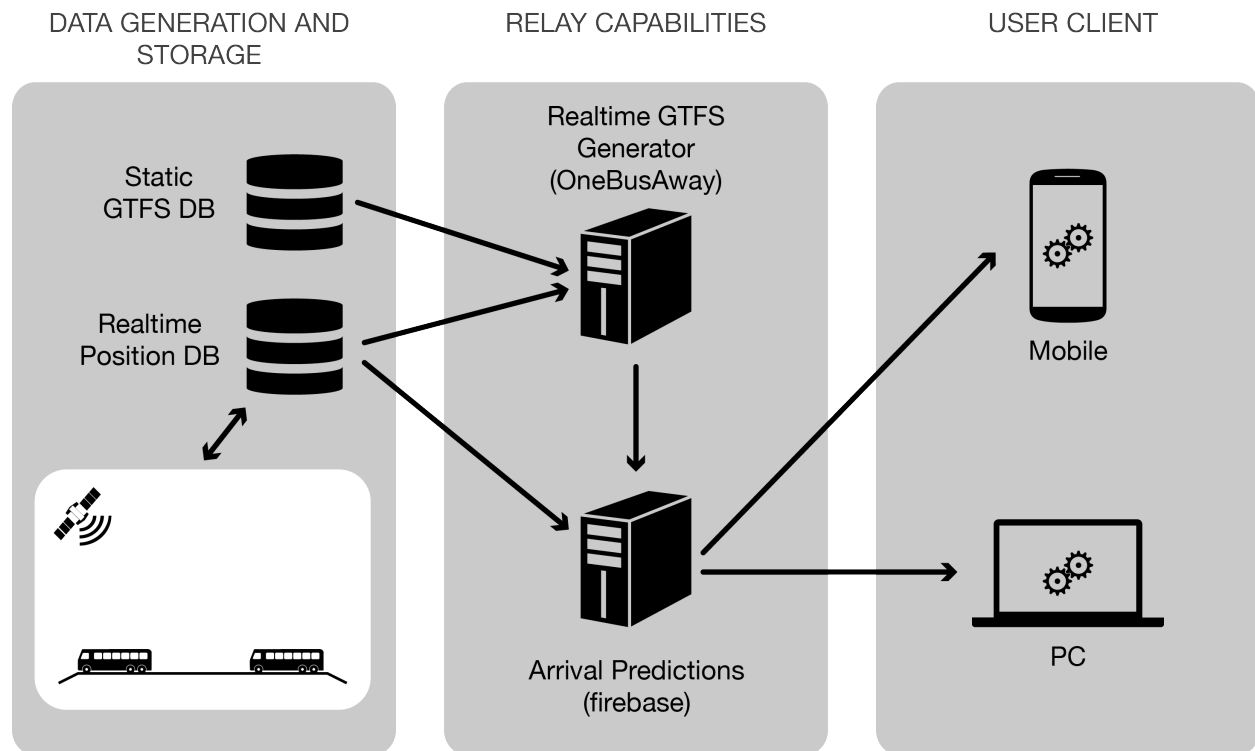 DATA GENERATION AND
STORAGE
RELAY CAPABILITIES
USER CLIENT
Static
GTFS DB
Realtime
Position DB
Realtime GTFS
Generator
(OneBusAway)
Arrival Predictions
(firebase)
Mobile
PC